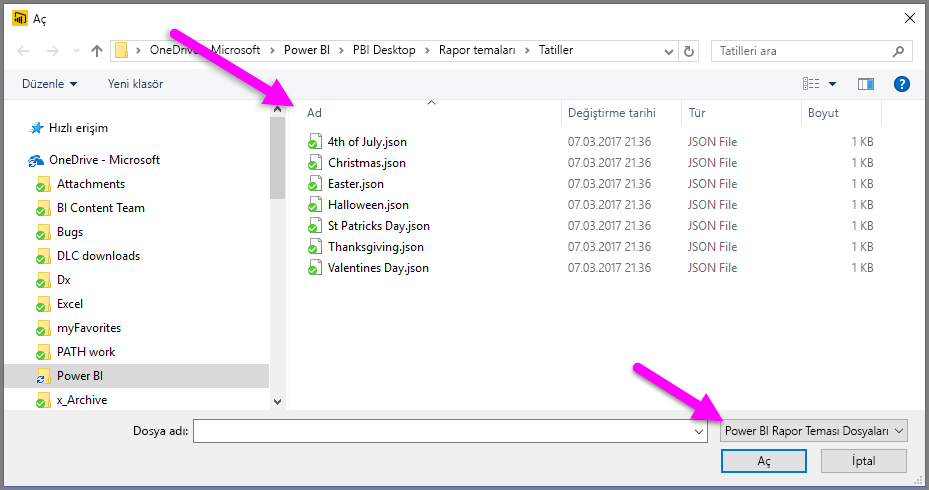 Aç
OneDrive - Microsoft > Power BI > PBI Desktop > Rapor temaları > Tatiller
Tatilleri ara
Düzenle
Yeni klasör
Ad
Değiştirme tarihi
Tür
Boyut
Hızlı erişim
OneDrive - Microsoft
Attachments
BI Content Team
Bugs
DLC downloads
Dx
Excel
myFavorites
PATH work
Power BI
x_Archive
4th of July.json 07.03.2017 21.36 JSON File 1 KB
Christmas.json 07.03.2017 21.36 JSON File 1 KB
Easter.json 07.03.2017 21.36 JSON File 1 KB
Halloween.json 07.03.2017 21.36 JSON File 1 KB
St Patricks Day.json 07.03.2017 21.36 JSON File 1 KB
Thanksgiving.json 07.03.2017 21.36 JSON File 1 KB
Valentines Day.json 07.03.2017 21.36 JSON File 1 KB
Dosya adı:
Power BI Rapor Teması Dosyaları
Aç
İptal